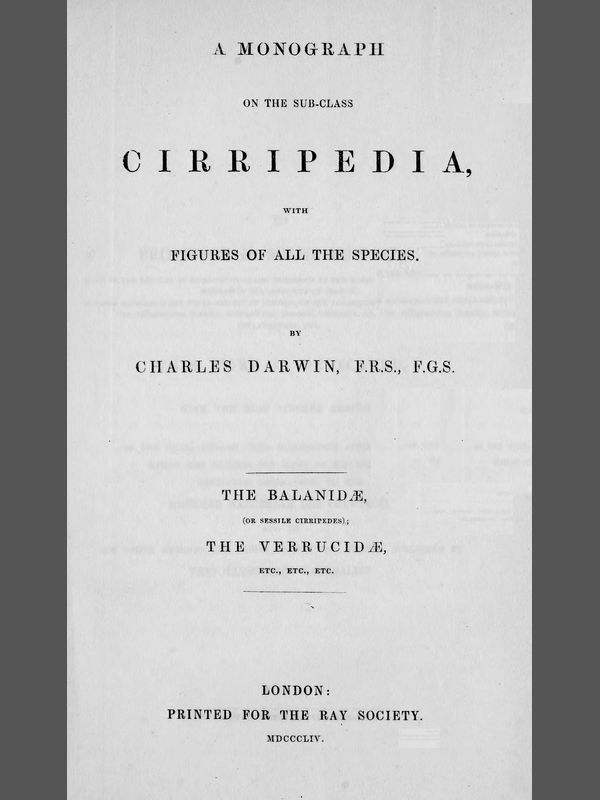 A MONOGRAPH
ON THE SUB-CLASS
CIRRIPEDIA,
WITH
FIGURES OF ALL THE SPECIES.
BY
CHARLES DARWIN, F.R.S., F.G.S.
THE BALANIDÆ,
(OR SESSILE CIRRIPEDES);
THE VERRUCIDÆ,
ETC., ETC., ETC.
LONDON:
PRINTED FOR THE RAY SOCIETY.
MDCCCLIV.